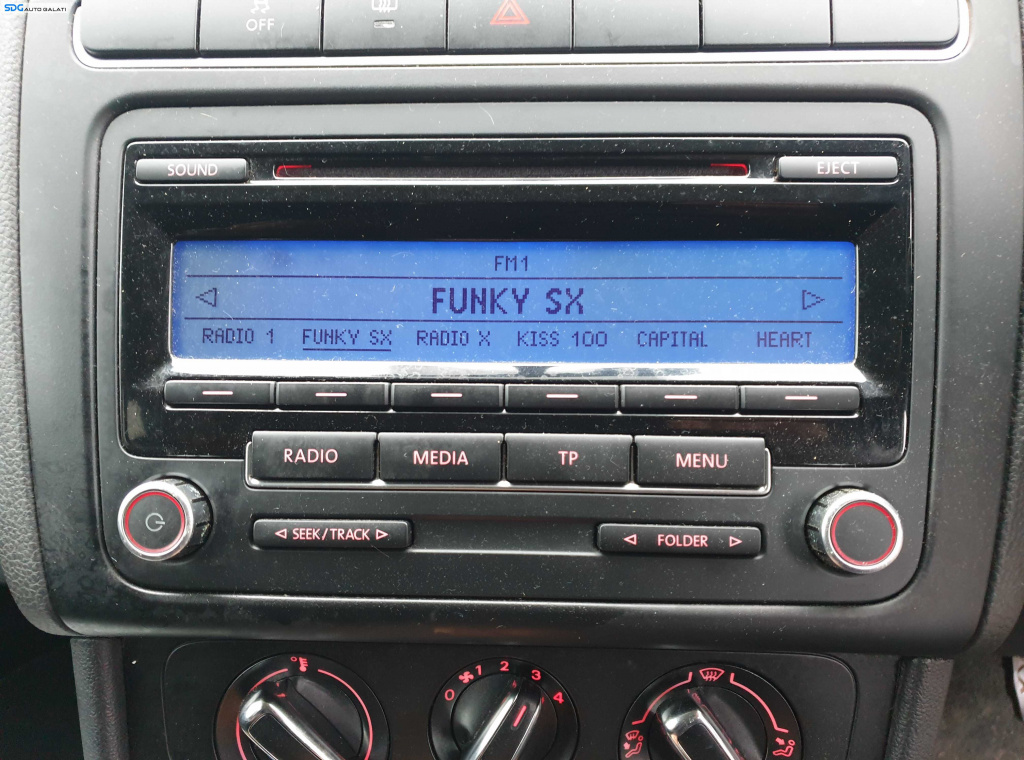 SDG AUTO GALATI
OFF
SOUND
EJECT
FM1
FUNKY SX
RADIO 1 FUNKY SX RADIO X KISS 100 CAPITAL HEART
RADIO MEDIA TP MENU
SEEK/TRACK FOLDER
0 1 2 3 4